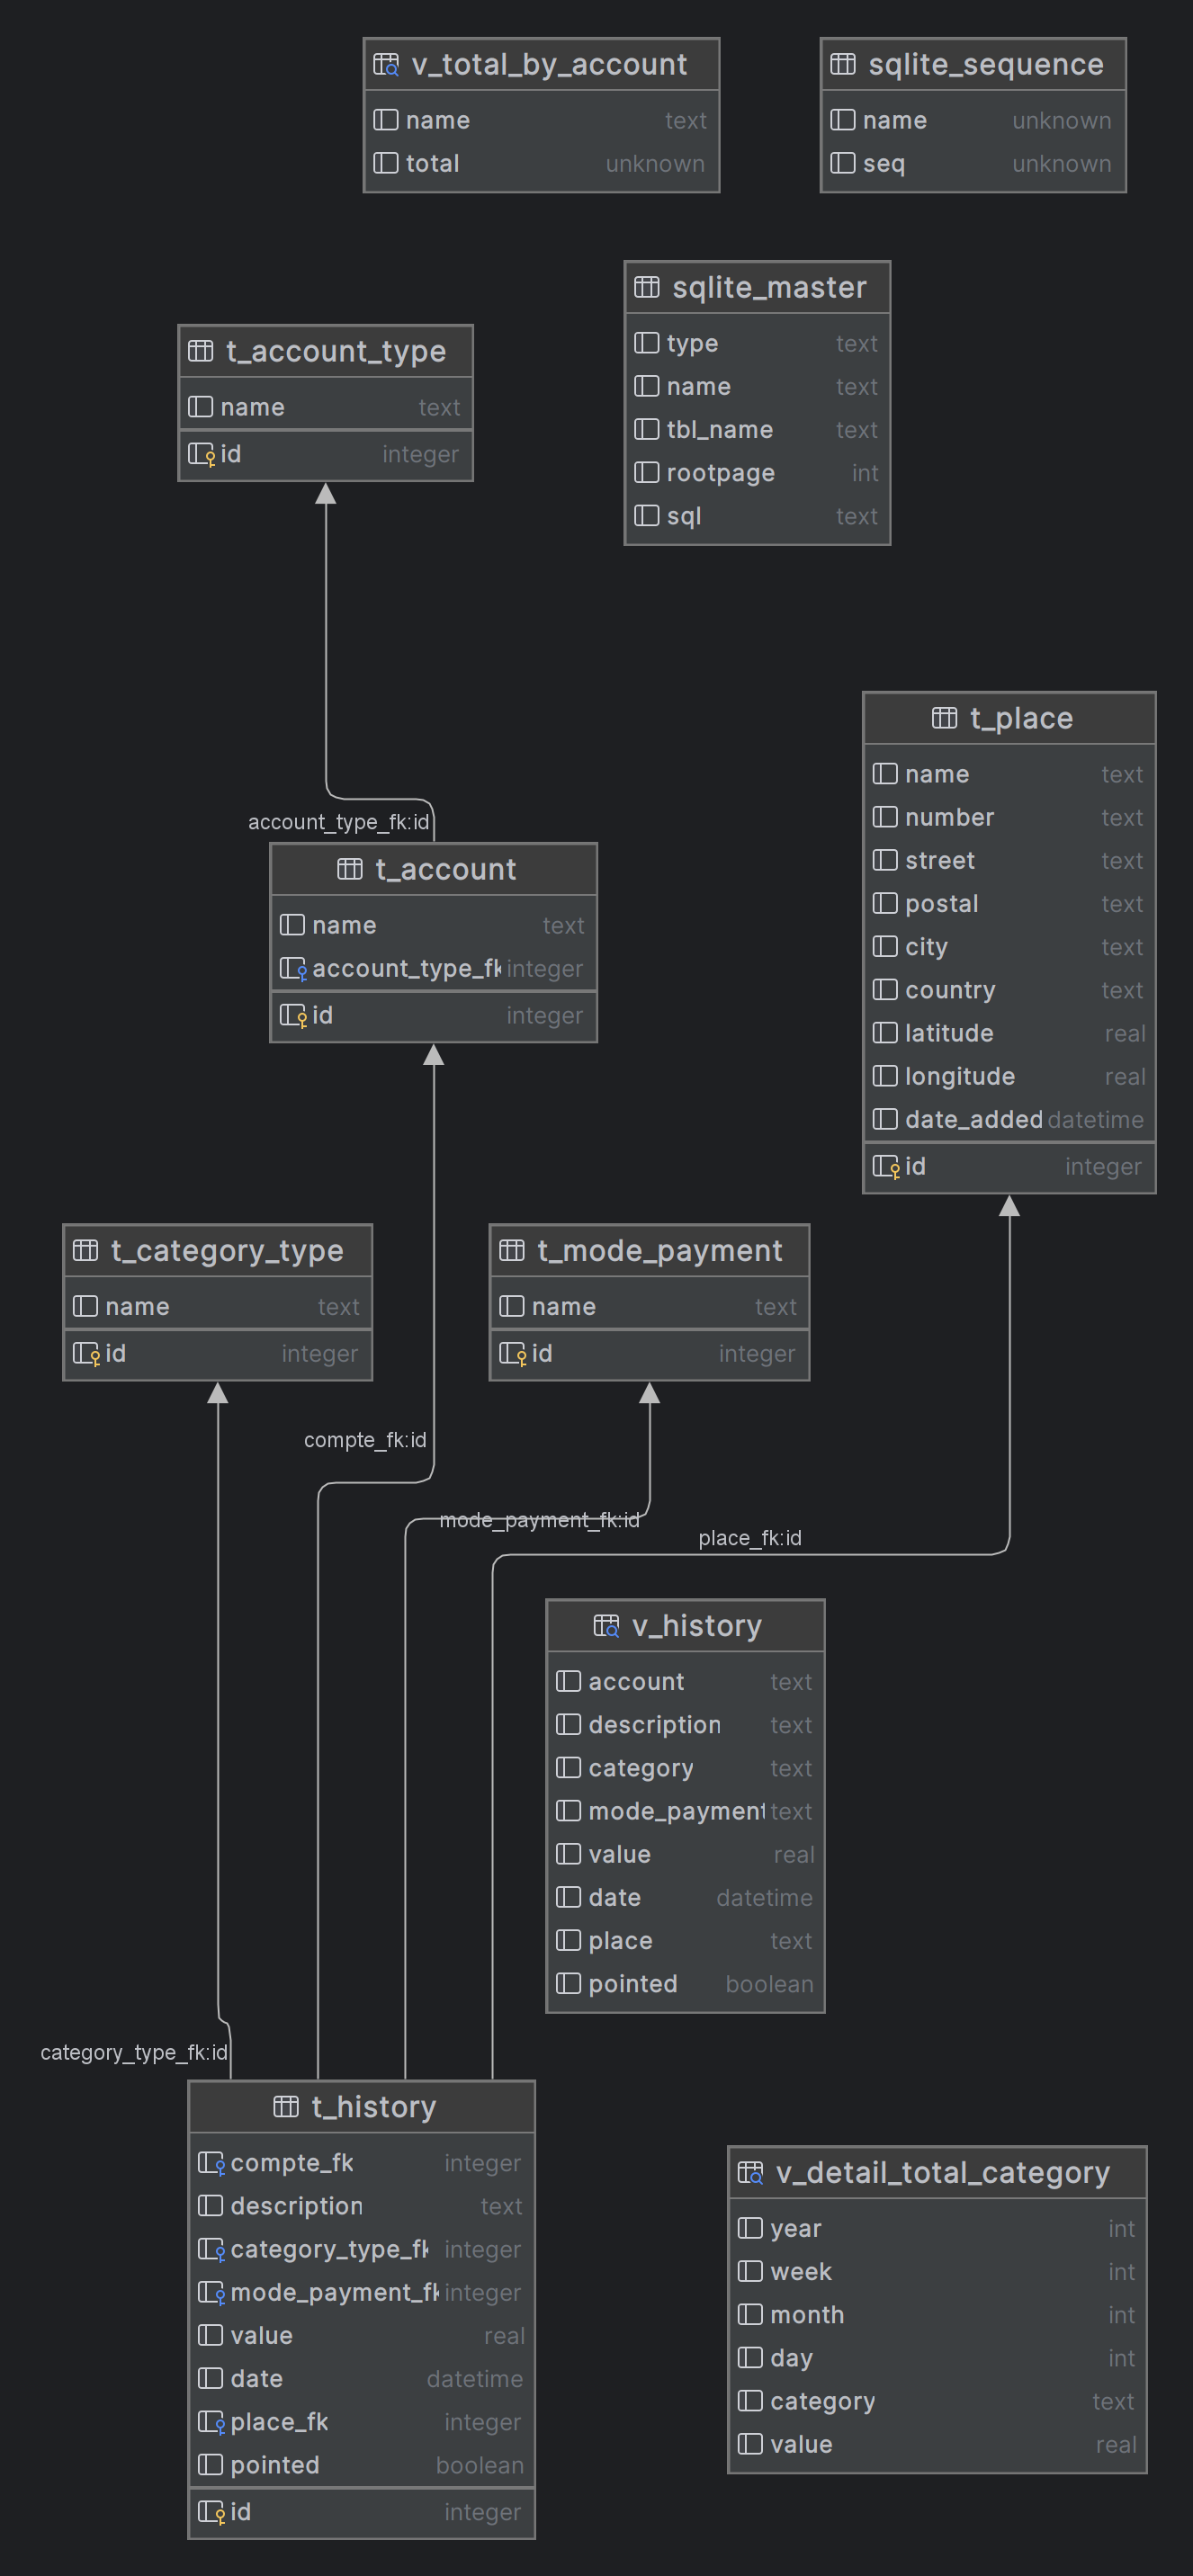 v_total_by_account
name text
total unknown
sqlite_sequence
name unknown
seq unknown
sqlite_master
type text
name text
tbl_name text
rootpage int
sql text
t_account_type
name text
id integer
account_type_fk:id
t_account
name text
account_type_fk integer
id integer
t_place
name text
number text
street text
postal text
city text
country text
latitude real
longitude real
date_added datetime
id integer
t_category_type
name text
id integer
t_mode_payment
name text
id integer
compte_fk:id
mode_payment_fk:id
place_fk:id
v_history
account text
description text
category text
mode_payment text
value real
date datetime
place text
pointed boolean
category_type_fk:id
t_history
compte_fk integer
description text
category_type_fk integer
mode_payment_fk integer
value real
date datetime
place_fk integer
pointed boolean
id integer
v_detail_total_category
year int
week int
month int
day int
category text
value real